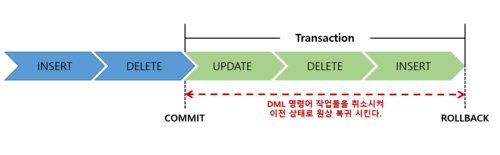 Transaction
INSERT
DELETE
UPDATE
DELETE
INSERT
DML 명령어 작업들을 취소시켜
이전 상태로 원상 복귀 시킨다.
COMMIT
ROLLBACK